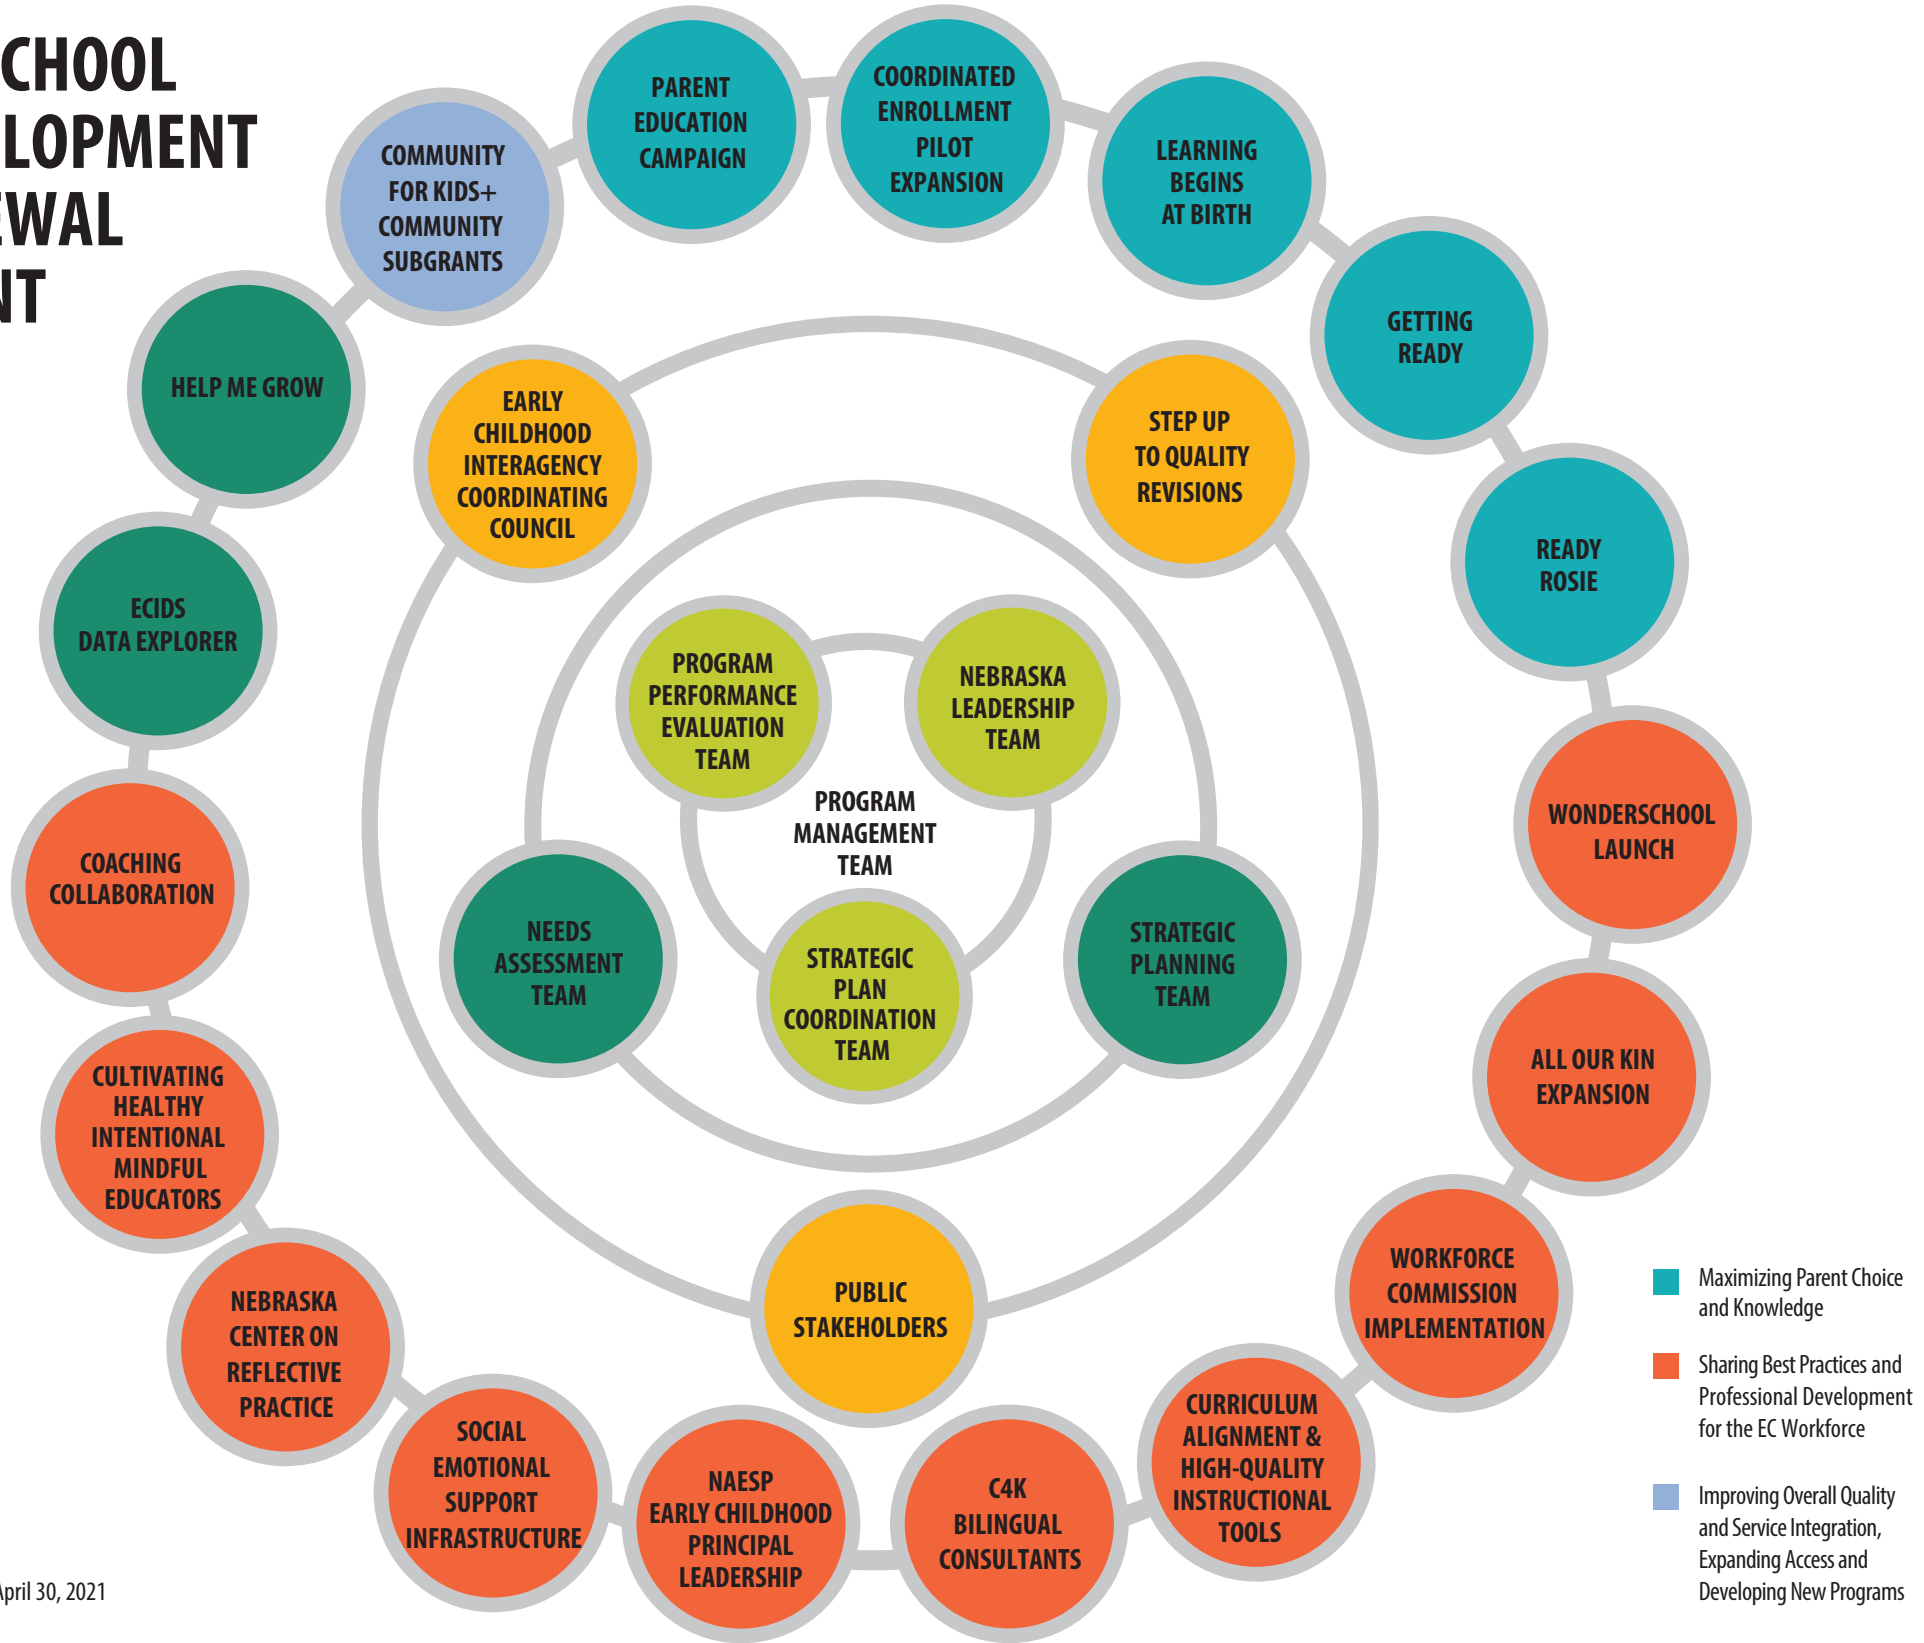 CHOOL
LOPMENT
EWAL
NT
PARENT
EDUCATION
CAMPAIGN
COORDINATED
ENROLLMENT
PILOT
EXPANSION
LEARNING
BEGINS
AT BIRTH
COMMUNITY
FOR KIDS+
COMMUNITY
SUBGRANTS
GETTING
READY
HELP ME GROW
READY
ROSIE
ECIDS
DATA EXPLORER
WONDERSCHOOL
LAUNCH
COACHING
COLLABORATION
ALL OUR KIN
EXPANSION
CULTIVATING
HEALTHY
INTENTIONAL
MINDFUL
EDUCATORS
WORKFORCE
COMMISSION
IMPLEMENTATION
NEBRASKA
CENTER ON
REFLECTIVE
PRACTICE
CURRICULUM
ALIGNMENT &
HIGH-QUALITY
INSTRUCTIONAL
TOOLS
SOCIAL
EMOTIONAL
SUPPORT
INFRASTRUCTURE
NAESP
EARLY CHILDHOOD
PRINCIPAL
LEADERSHIP
C4K
BILINGUAL
CONSULTANTS
EARLY
CHILDHOOD
INTERAGENCY
COORDINATING
COUNCIL
STEP UP
TO QUALITY
REVISIONS
PUBLIC
STAKEHOLDERS
NEEDS
ASSESSMENT
TEAM
STRATEGIC
PLANNING
TEAM
PROGRAM
PERFORMANCE
EVALUATION
TEAM
NEBRASKA
LEADERSHIP
TEAM
PROGRAM
MANAGEMENT
TEAM
STRATEGIC
PLAN
COORDINATION
TEAM
Maximizing Parent Choice
and Knowledge
Sharing Best Practices and
Professional Development
for the EC Workforce
Improving Overall Quality
and Service Integration,
Expanding Access and
Developing New Programs
April 30, 2021